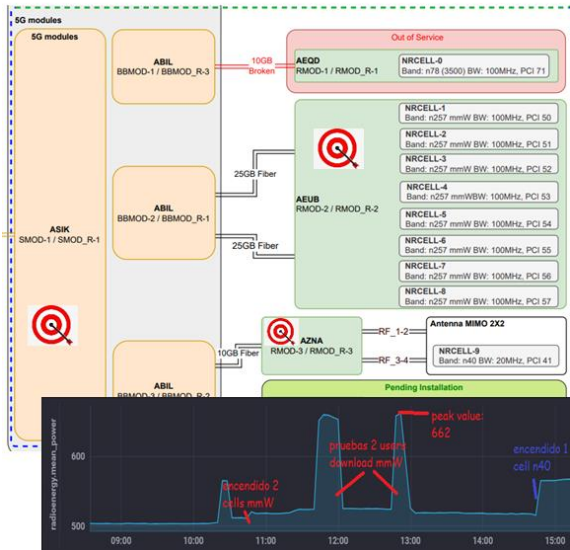 5G modules
5G modules
ASIK
SMOD-1 / SMOD_R-1
ABIL
BBMOD-1 / BBMOD_R-3
10GB
Broken
Out of Service
AEQD
RMOD-1 / RMOD_R-1
NRCELL-0
Band: n78 (3500) BW: 100MHz, PCI 71
ABIL
BBMOD-2 / BBMOD_R-1
25GB Fiber
25GB Fiber
AEUB
RMOD-2 / RMOD_R-2
NRCELL-1
Band: n257 mmW BW: 100MHz, PCI 50
NRCELL-2
Band: n257 mmW BW: 100MHz, PCI 51
NRCELL-3
Band: n257 mmW BW: 100MHz, PCI 52
NRCELL-4
Band: n257 mmWBW: 100MHz, PCI 53
NRCELL-5
Band: n257 mmW BW: 100MHz, PCI 54
NRCELL-6
Band: n257 mmW BW: 100MHz, PCI 55
NRCELL-7
Band: n257 mmW BW: 100MHz, PCI 56
NRCELL-8
Band: n257 mmW BW: 100MHz, PCI 57
ABIL
BBMOD-3 / BBMOD_R-2
10GB Fiber
AZNA
RMOD-3 / RMOD_R-3
RF_1-2
RF_3-4
Antenna MIMO 2X2
NRCELL-9
Band: n40 BW: 20MHz, PCI 41
Pending Installation
radioenergy.mean_power
600
500
encendido 2
cells mmW
pruebas 2 users
download mmW
peak value:
662
encendido 1
cell n40
09:00
10:00
11:00
12:00
13:00
14:00
15:00